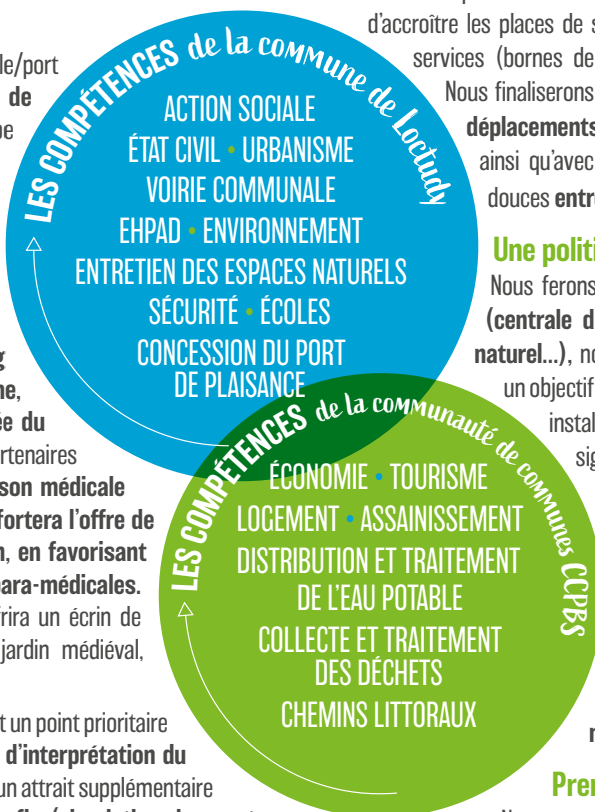 le/port
de
pe
g
ne,
ée du
rtenaires
son médicale
fortera l'offre de
n, en favorisant
para-médicales.
frira un écrin de
jardin médiéval,
t un point prioritaire
d'interprétation du
un attrait supplémentaire
LES COMPÉTENCES de la commune de Loctudy
ACTION SOCIALE
ÉTAT CIVIL • URBANISME
VOIRIE COMMUNALE
EHPAD • ENVIRONNEMENT
ENTRETIEN DES ESPACES NATURELS
SÉCURITÉ • ÉCOLES
CONCESSION DU PORT
DE PLAISANCE
LES COMPÉTENCES de la communauté de communes CCPBS
ÉCONOMIE • TOURISME
LOGEMENT • ASSAINISSEMENT
DISTRIBUTION ET TRAITEMENT
DE L'EAU POTABLE
COLLECTE ET TRAITEMENT
DES DÉCHETS
CHEMINS LITTORAUX
d'accroître les places de s
services (bornes de
Nous finaliserons
déplacements
ainsi qu'avec
douces entre
Une politi
Nous ferons
(centrale d
naturel...), no
un objectif
instal
sig
n
Pren